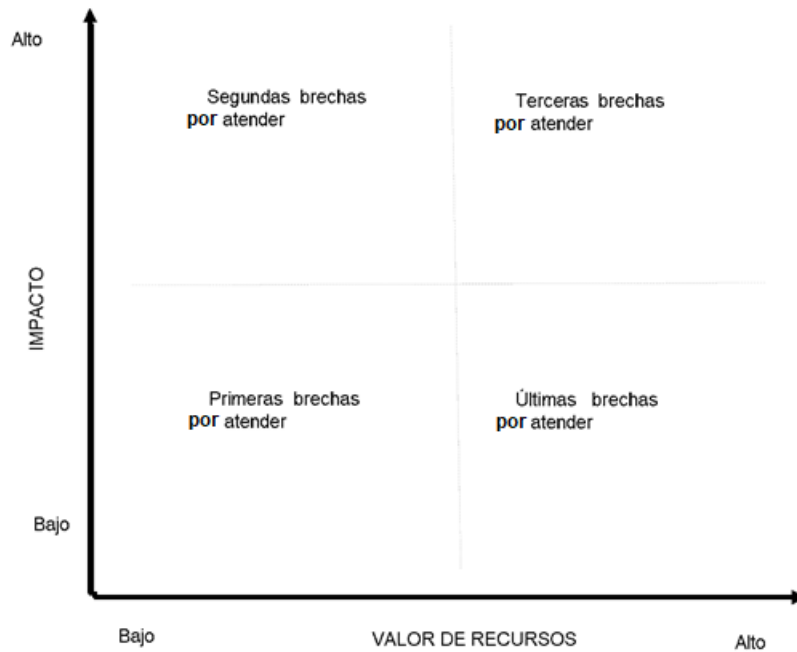 Alto
Segundas brechas
por atender
Terceras brechas
por atender
IMPACTO
Primeras brechas
por atender
Últimas brechas
por atender
Bajo
Bajo
VALOR DE RECURSOS
Alto